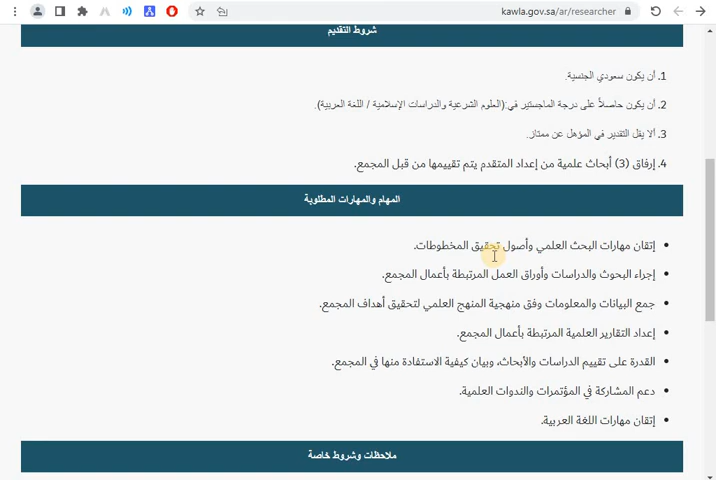 kawla.gov.sa/ar/researcher
شروط التقديم
1. أن يكون سعودي الجنسية.
2. أن يكون حاصلاً على درجة الماجستير في:(العلوم الشرعية والدراسات الإسلامية / اللغة العربية).
3. ألا يقل التقدير في المؤهل عن ممتاز.
4. إرفاق (3) أبحاث علمية من إعداد المتقدم يتم تقييمها من قبل المجمع.
المهام والمهارات المطلوبة
• إتقان مهارات البحث العلمي وأصول تحقيق المخطوطات.
• إجراء البحوث والدراسات وأوراق العمل المرتبطة بأعمال المجمع.
• جمع البيانات والمعلومات وفق منهجية المنهج العلمي لتحقيق أهداف المجمع.
• إعداد التقارير العلمية المرتبطة بأعمال المجمع.
• القدرة على تقييم الدراسات والأبحاث، وبيان كيفية الاستفادة منها في المجمع.
• دعم المشاركة في المؤتمرات والندوات العلمية.
• إتقان مهارات اللغة العربية.
ملاحظات وشروط خاصة